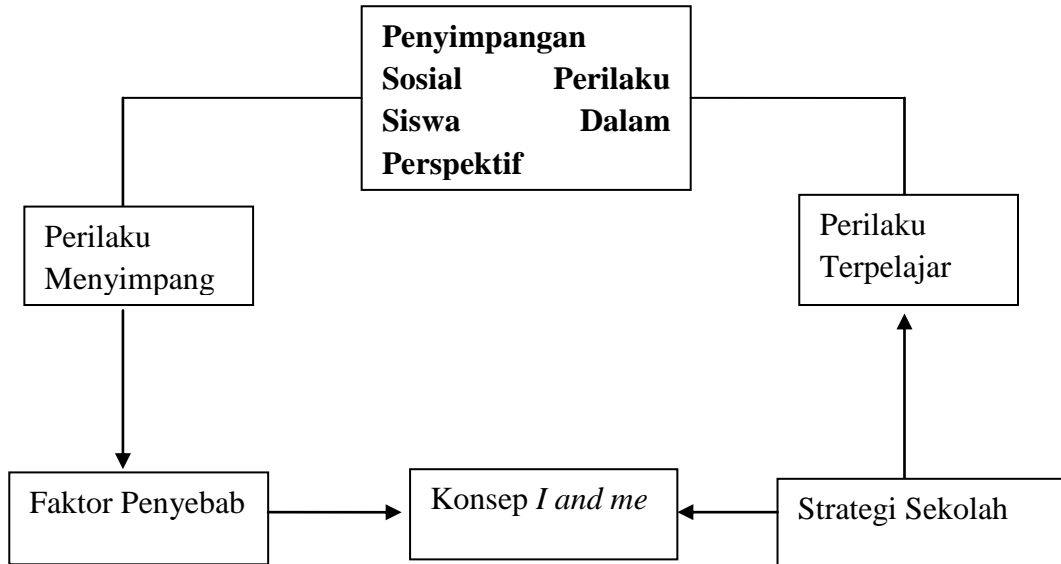 Penyimpangan
Sosial Perilaku
Siswa Dalam
Perspektif
Perilaku
Menyimpang
Perilaku
Terpelajar
Faktor Penyebab
Konsep I and me
Strategi Sekolah